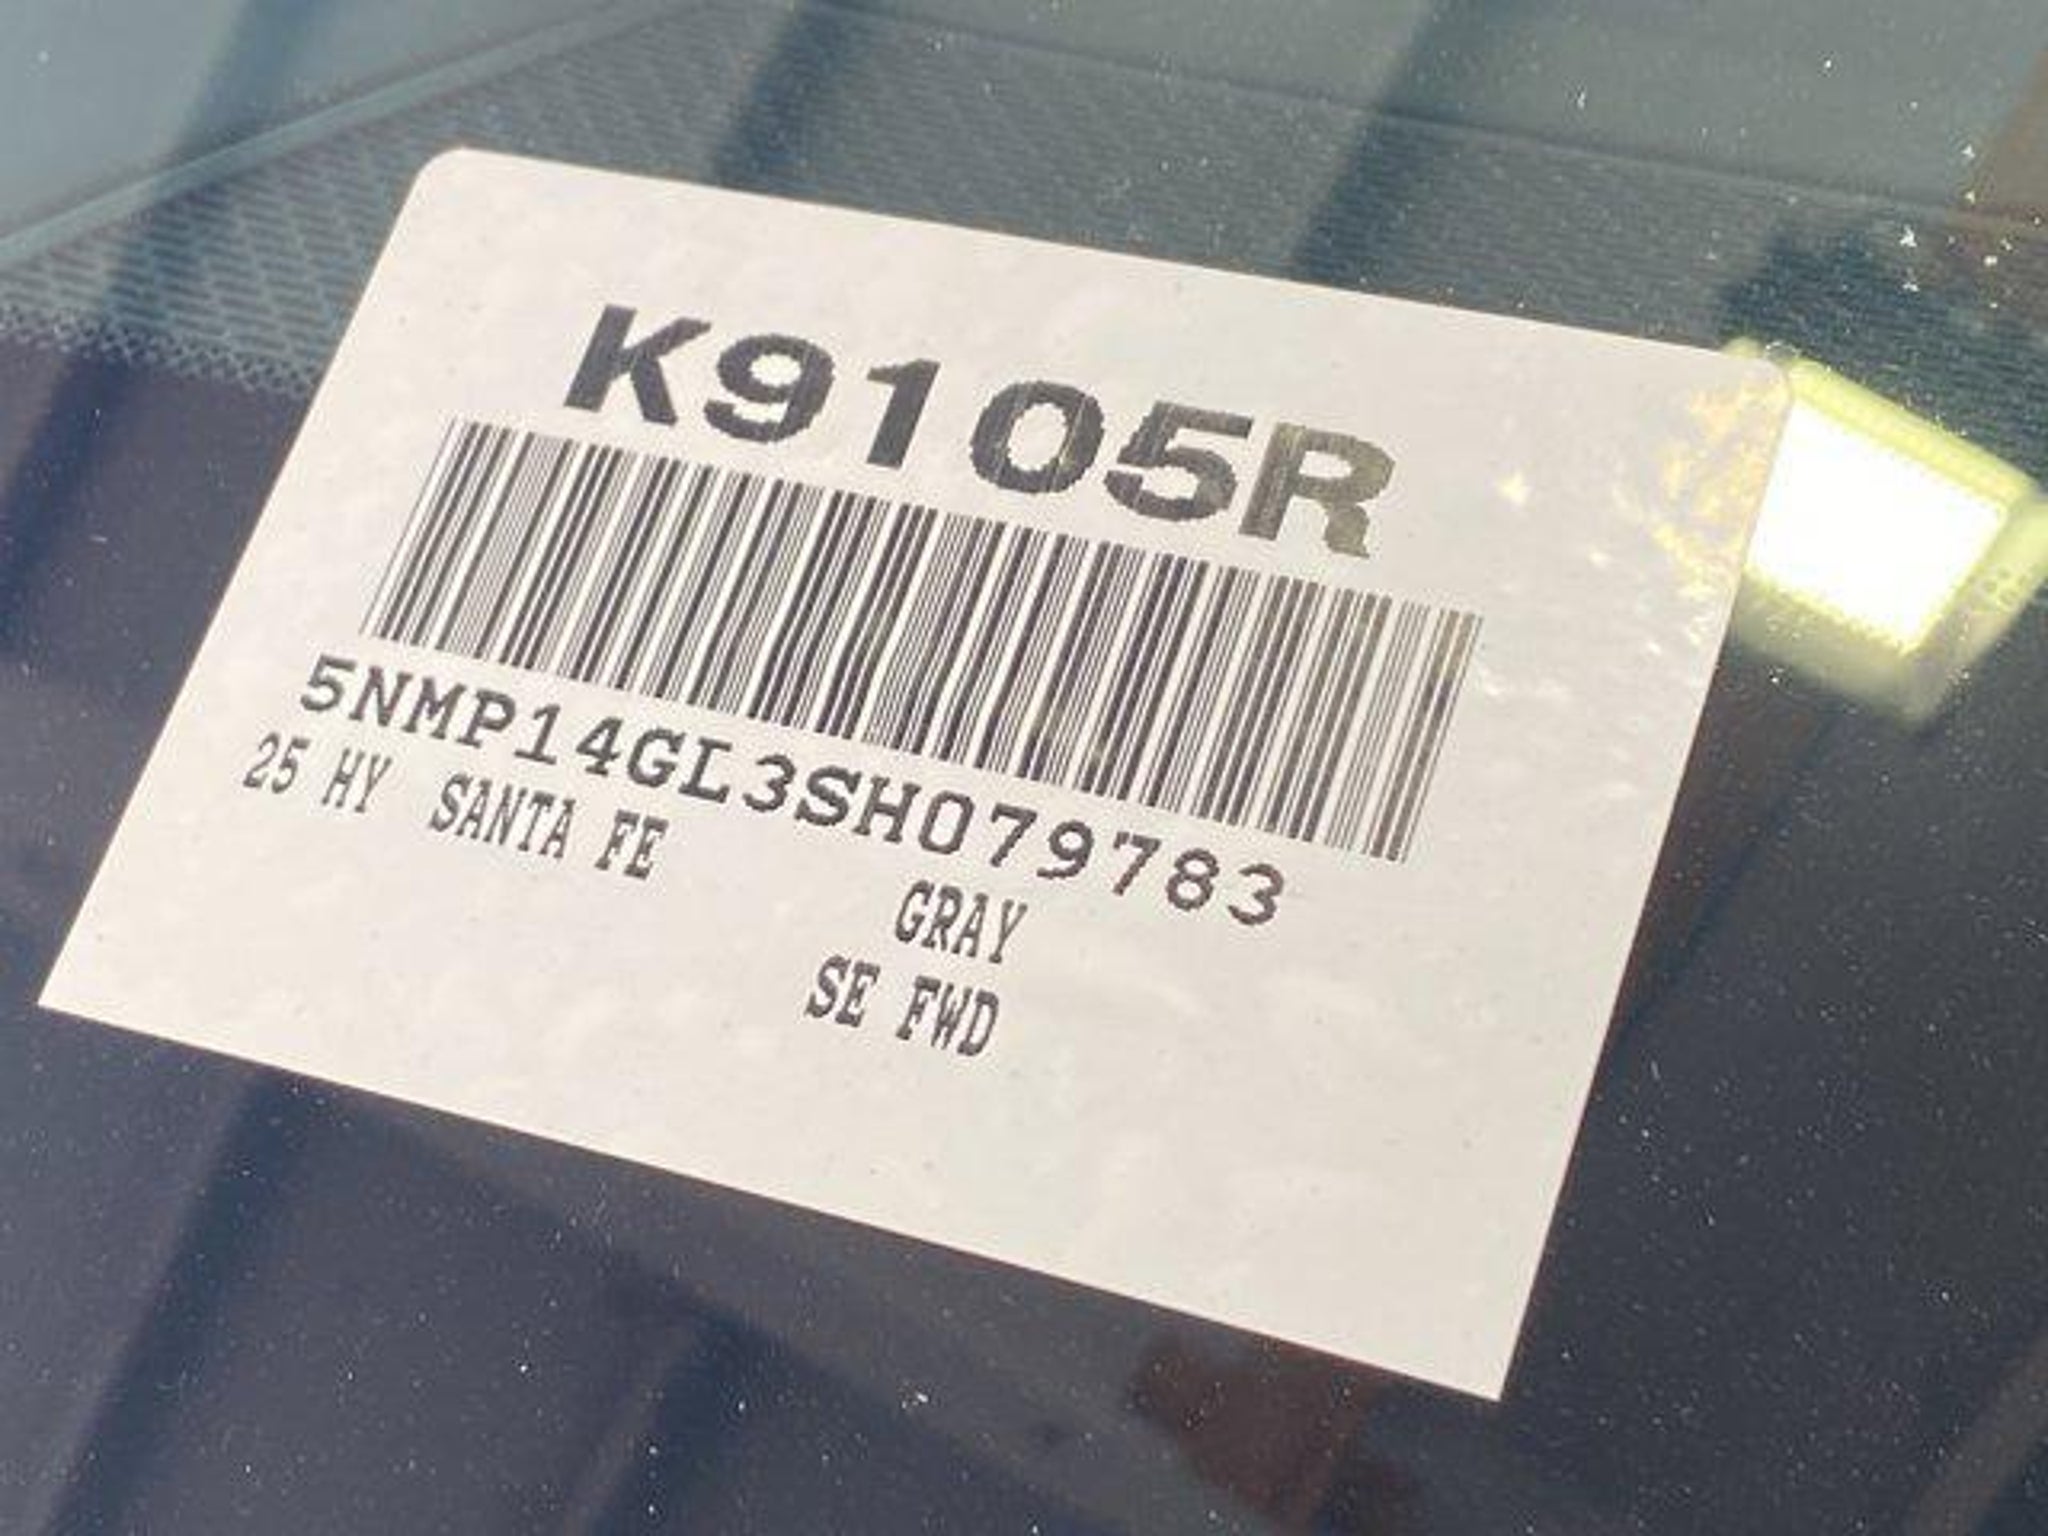 K9105R
5NMP14GL3SH079783
25 HY SANTA FE
GRAY
SE FWD